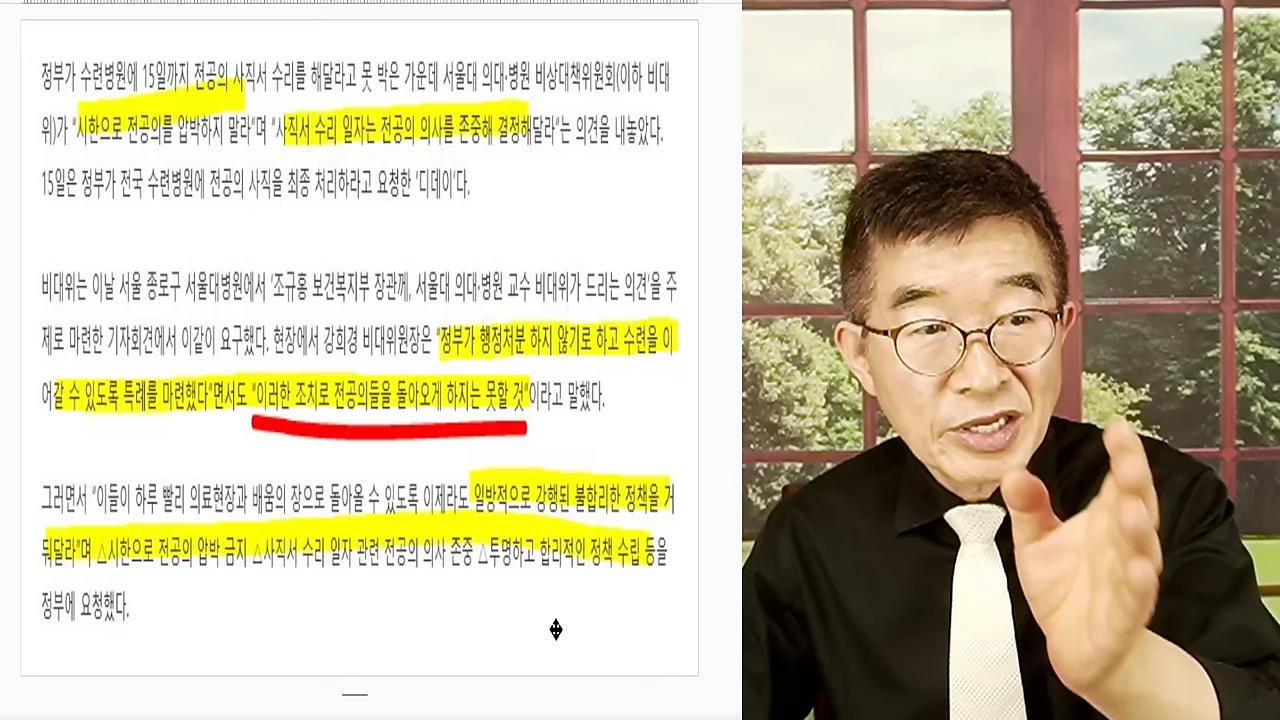 정부가 수련병원에 15일까지 전공의 사직서 수리를 해달라고 못 박은 가운데 서울대 의대·병원 비상대책위원회(이하 비대
위)가 “시한으로 전공의를 압박하지 말라”며 “사직서 수리 일자는 전공의 의사를 존중해 결정해달라”는 의견을 내놓았다.
15일은 정부가 전국 수련병원에 전공의 사직을 최종 처리하라고 요청한 ‘디데이’다.
비대위는 이날 서울 종로구 서울대병원에서 ‘조규홍 보건복지부 장관께, 서울대 의대·병원 교수 비대위가 드리는 의견’을 주
제로 마련한 기자회견에서 이같이 요구했다. 현장에서 강희경 비대위원장은 “정부가 행정처분 하지 않기로 하고 수련을 이
어갈 수 있도록 특례를 마련했다”면서도 “이러한 조치로 전공의들을 돌아오게 하지는 못할 것”이라고 말했다.
그러면서 “이들이 하루 빨리 의료현장과 배움의 장으로 돌아올 수 있도록 이제라도 일방적으로 강행된 불합리한 정책을 거
둬달라”며 △시한으로 전공의 압박 금지 △사직서 수리 일자 관련 전공의 의사 존중 △투명하고 합리적인 정책 수립 등을
정부에 요청했다.